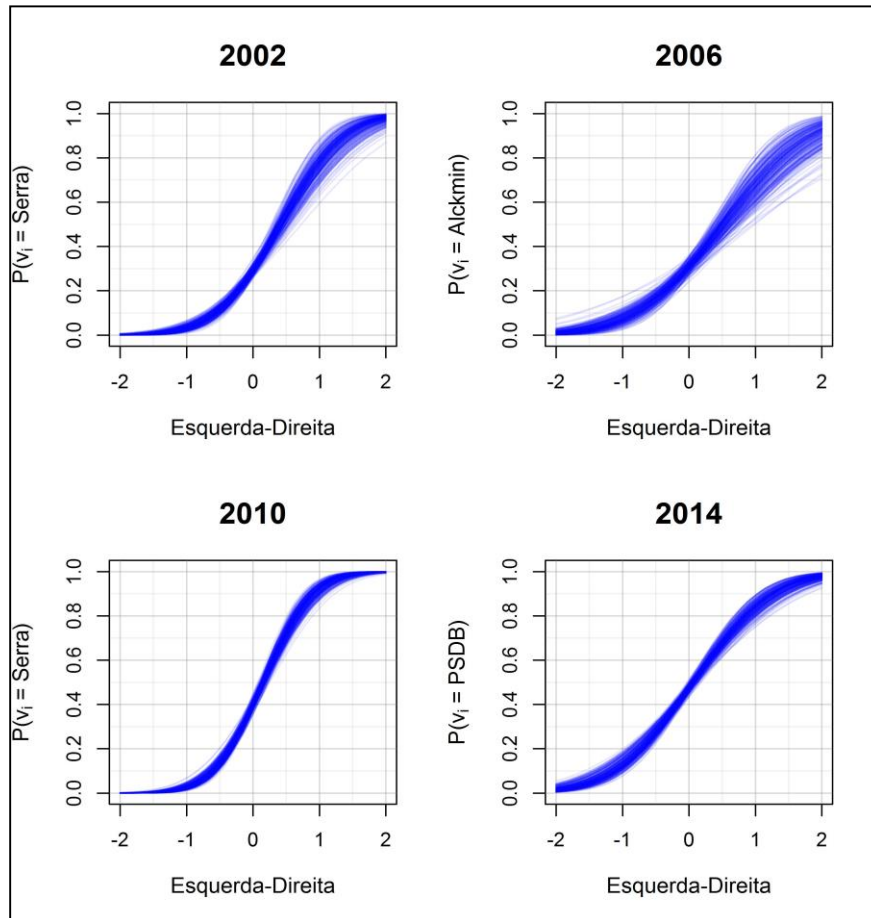 2002
P(vi = Serra)
1.0
0.8
0.6
0.4
0.2
0.0
-2 -1 0 1 2
Esquerda-Direita
2006
P(vi = Alckmin)
1.0
0.8
0.6
0.4
0.2
0.0
-2 -1 0 1 2
Esquerda-Direita
2010
P(vi = Serra)
1.0
0.8
0.6
0.4
0.2
0.0
-2 -1 0 1 2
Esquerda-Direita
2014
P(vi = PSDB)
1.0
0.8
0.6
0.4
0.2
0.0
-2 -1 0 1 2
Esquerda-Direita